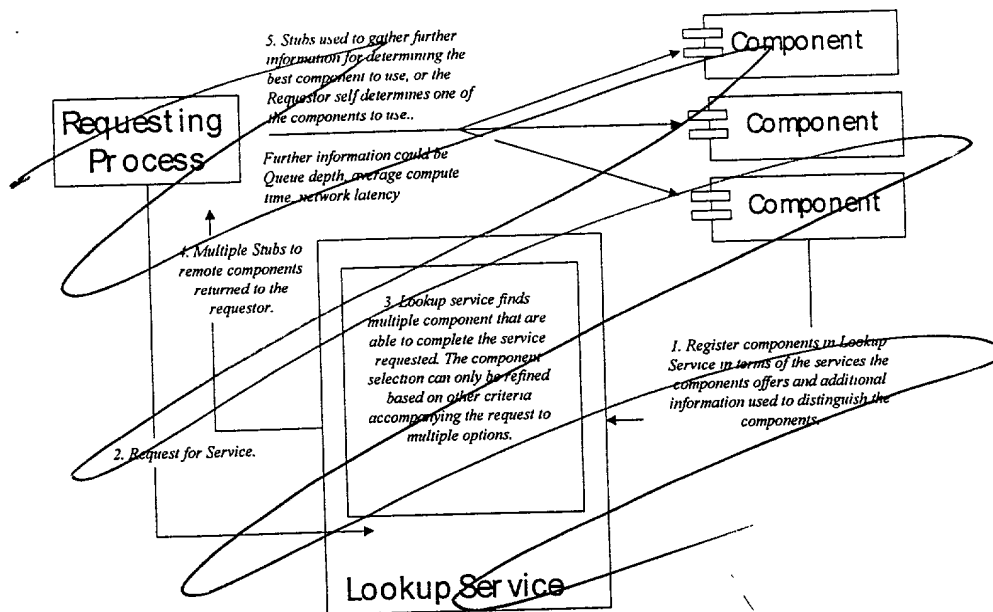 5. Stubs used to gather further
information for determining the
best component to use, or the
Requestor self determines one of
the components to use..
Further information could be
Queue depth, average compute
time, network latency
Component
Component
Component
Requesting
Process
4. Multiple Stubs to
remote components
returned to the
requestor.
3. Lookup service finds
multiple component that are
able to complete the service
requested. The component
selection can only be refined
based on other criteria
accompanying the request to
multiple options.
1. Register components in Lookup
Service in terms of the services the
components offers and additional
information used to distinguish the
components.
2. Request for Service.
Lookup Service